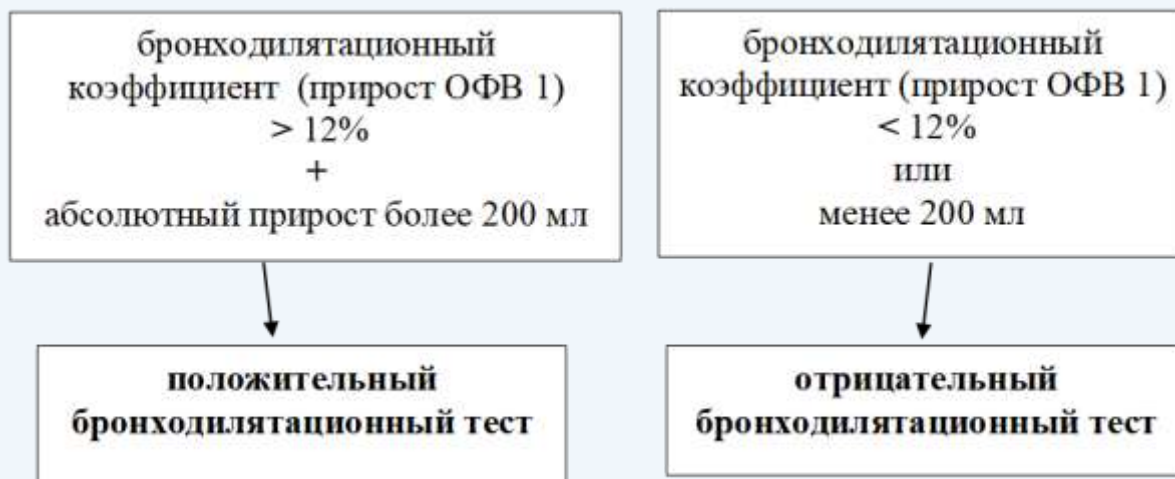 бронходилятационный
коэффициент (прирост ОФВ 1)
> 12%
+
абсолютный прирост более 200 мл
бронходилятационный
коэффициент (прирост ОФВ 1)
< 12%
или
менее 200 мл
положительный
бронходилятационный тест
отрицательный
бронходилятационный тест